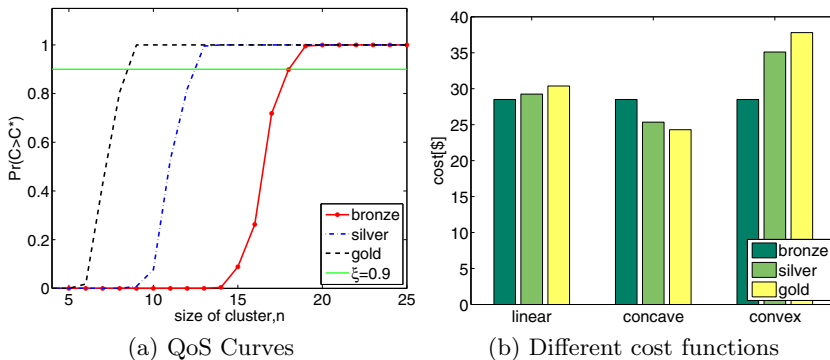 1
0.8
0.6
0.4
0.2
0
5 10 15 20 25
Pr(C>C*)
size of cluster,n
bronze
silver
gold
ξ=0.9
(a) QoS Curves
40
35
30
25
20
15
10
5
0
cost[$]
linear concave convex
bronze
silver
gold
(b) Different cost functions